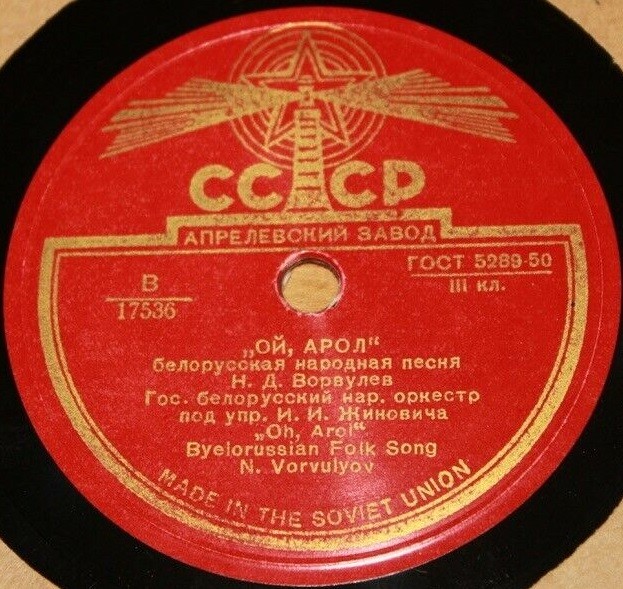 СССР
АПРЕЛЕВСКИЙ ЗАВОД
В
17536
ГОСТ 5289-50
III кл.
„ОЙ, АРОЛ"
белорусская народная песня
Н. Д. Ворвулев
Гос. белорусский нар. оркестр
под упр. И. И. Жиновича
„Oh, Arol"
Byelorussian Folk Song
N. Vorvulyov
MADE IN THE SOVIET UNION